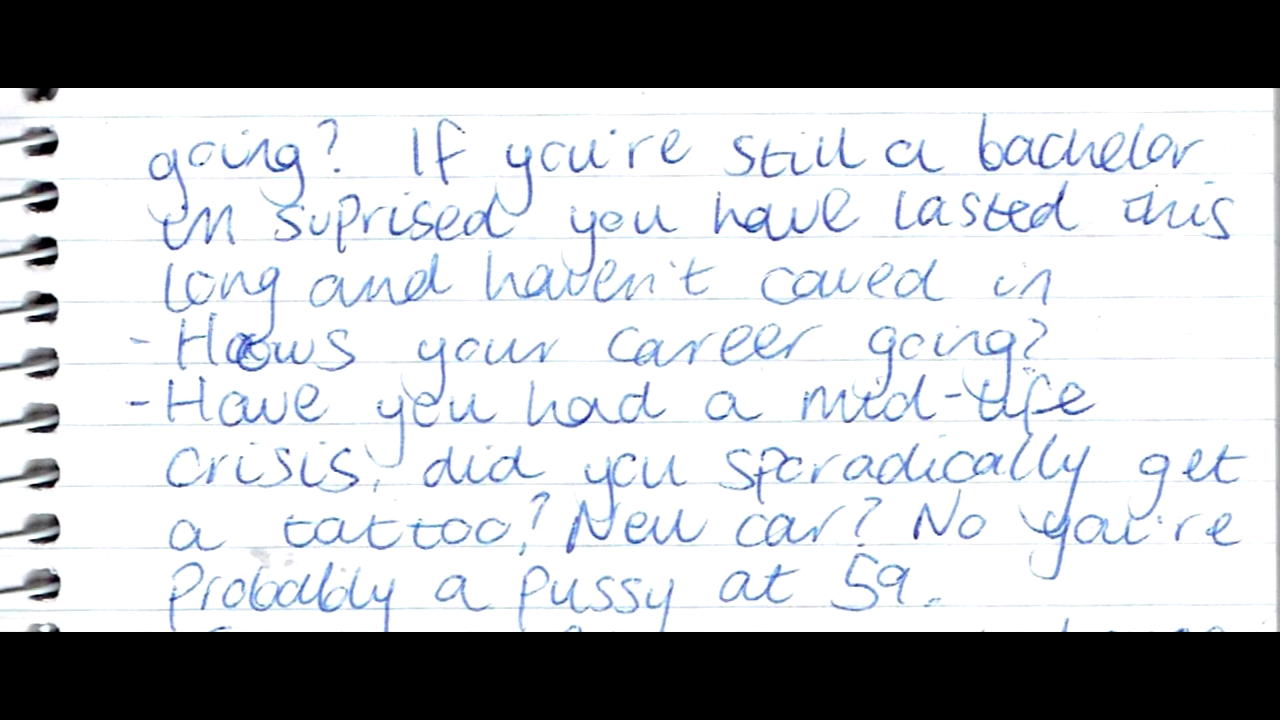 going? If you're still a bachelor
im suprised you have lasted this
long and haven't caved in
- Hows your career going?
- Have you had a mid-life
crisis, did you sporadically get
a tattoo? New car? No you're
probably a pussy at 59.